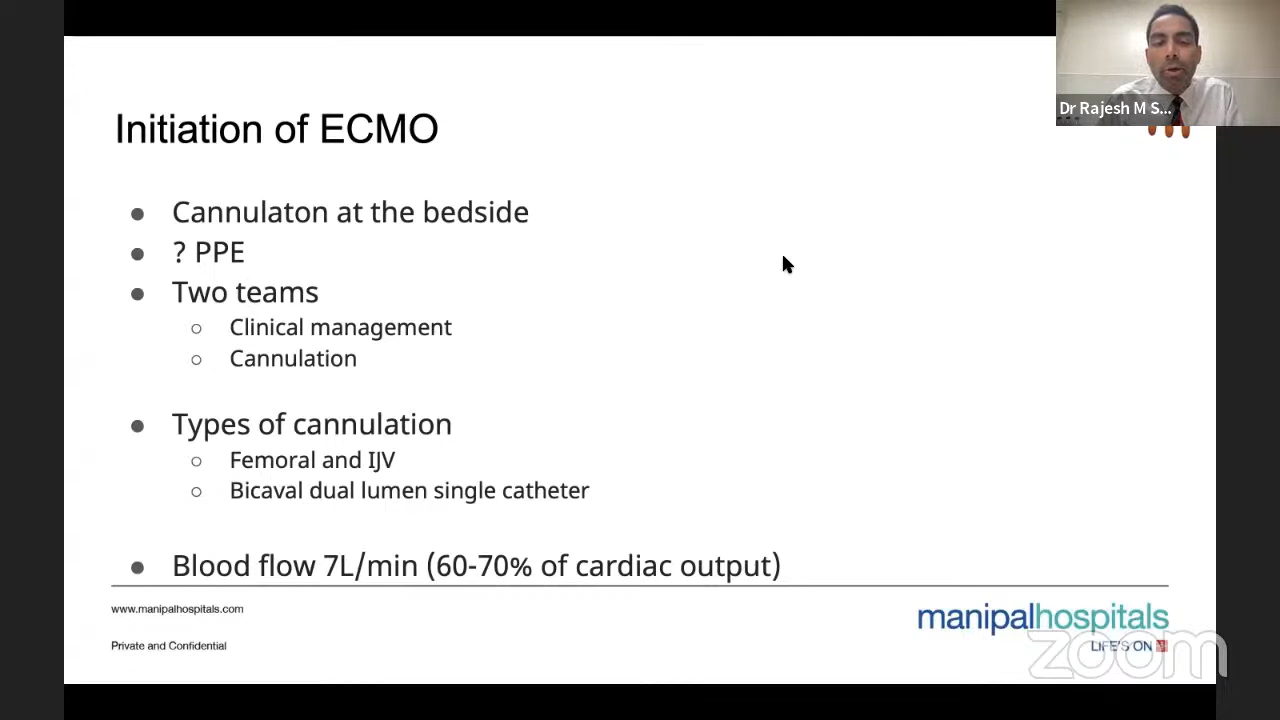 Dr Rajesh M S...
Initiation of ECMO
● Cannulaton at the bedside
● ? PPE
● Two teams
○ Clinical management
○ Cannulation
● Types of cannulation
○ Femoral and IJV
○ Bicaval dual lumen single catheter
● Blood flow 7L/min (60-70% of cardiac output)
www.manipalhospitals.com
manipalhospitals
LIFE'S ON
Private and Confidential
zoom